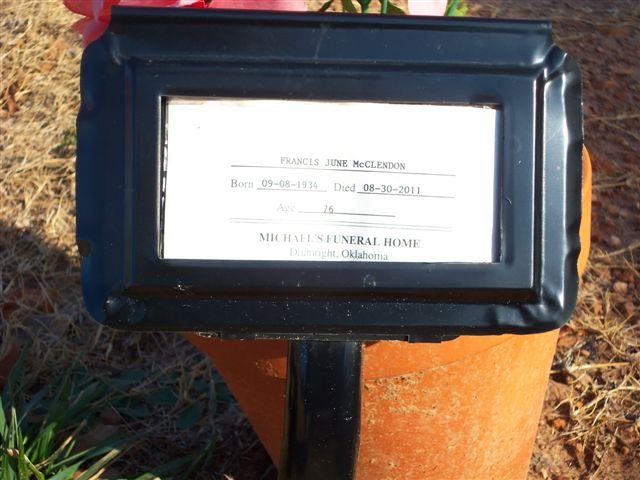 FRANCIS JUNE McCLENDON
Born 09-08-1934 Died 08-30-2011
Age 76
MICHAEL'S FUNERAL HOME
Drumright, Oklahoma